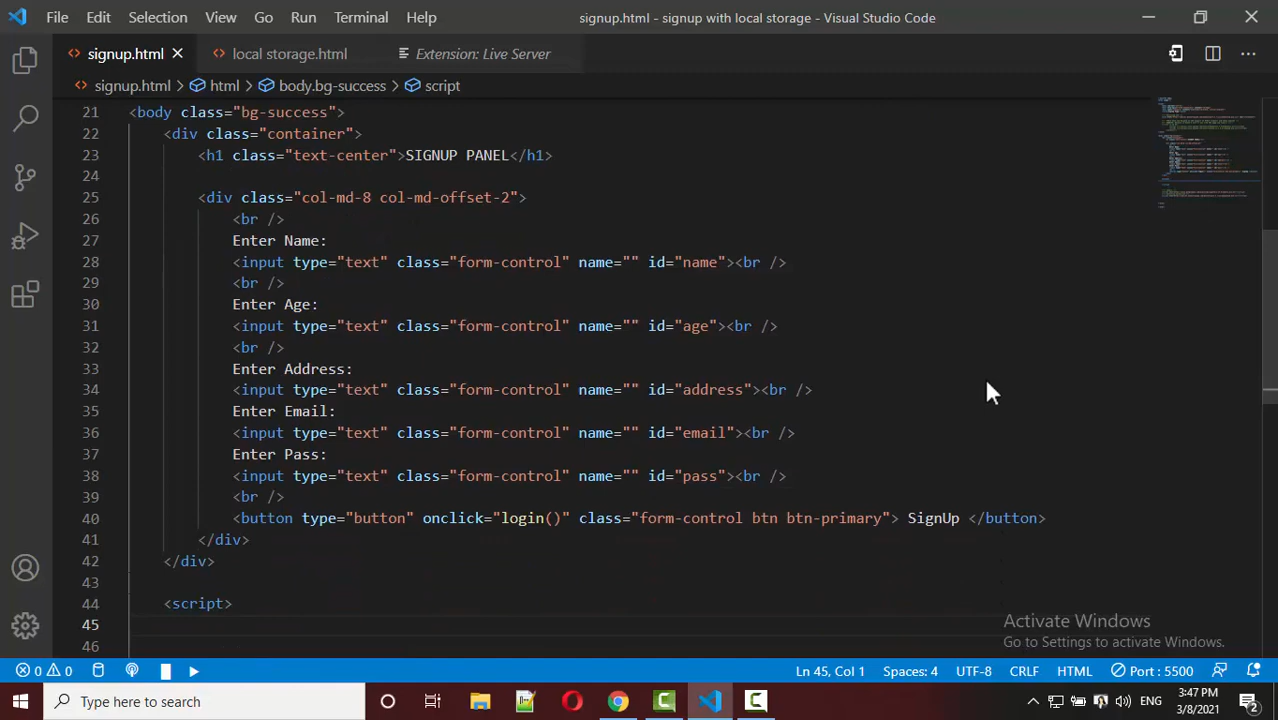 File Edit Selection View Go Run Terminal Help signup.html - signup with local storage - Visual Studio Code
signup.html local storage.html Extension: Live Server
signup.html > html > body.bg-success > script
21 <body class="bg-success">
22 <div class="container">
23 <h1 class="text-center">SIGNUP PANEL</h1>
24
25 <div class="col-md-8 col-md-offset-2">
26 <br />
27 Enter Name:
28 <input type="text" class="form-control" name="" id="name"><br />
29 <br />
30 Enter Age:
31 <input type="text" class="form-control" name="" id="age"><br />
32 <br />
33 Enter Address:
34 <input type="text" class="form-control" name="" id="address"><br />
35 Enter Email:
36 <input type="text" class="form-control" name="" id="email"><br />
37 Enter Pass:
38 <input type="text" class="form-control" name="" id="pass"><br />
39 <br />
40 <button type="button" onclick="login()" class="form-control btn btn-primary"> SignUp </button>
41 </div>
42 </div>
43
44 <script>
45
46
Activate Windows
Go to Settings to activate Windows.
0 0 Ln 45, Col 1 Spaces: 4 UTF-8 CRLF HTML Port : 5500
Type here to search ENG 3:47 PM
3/8/2021 2